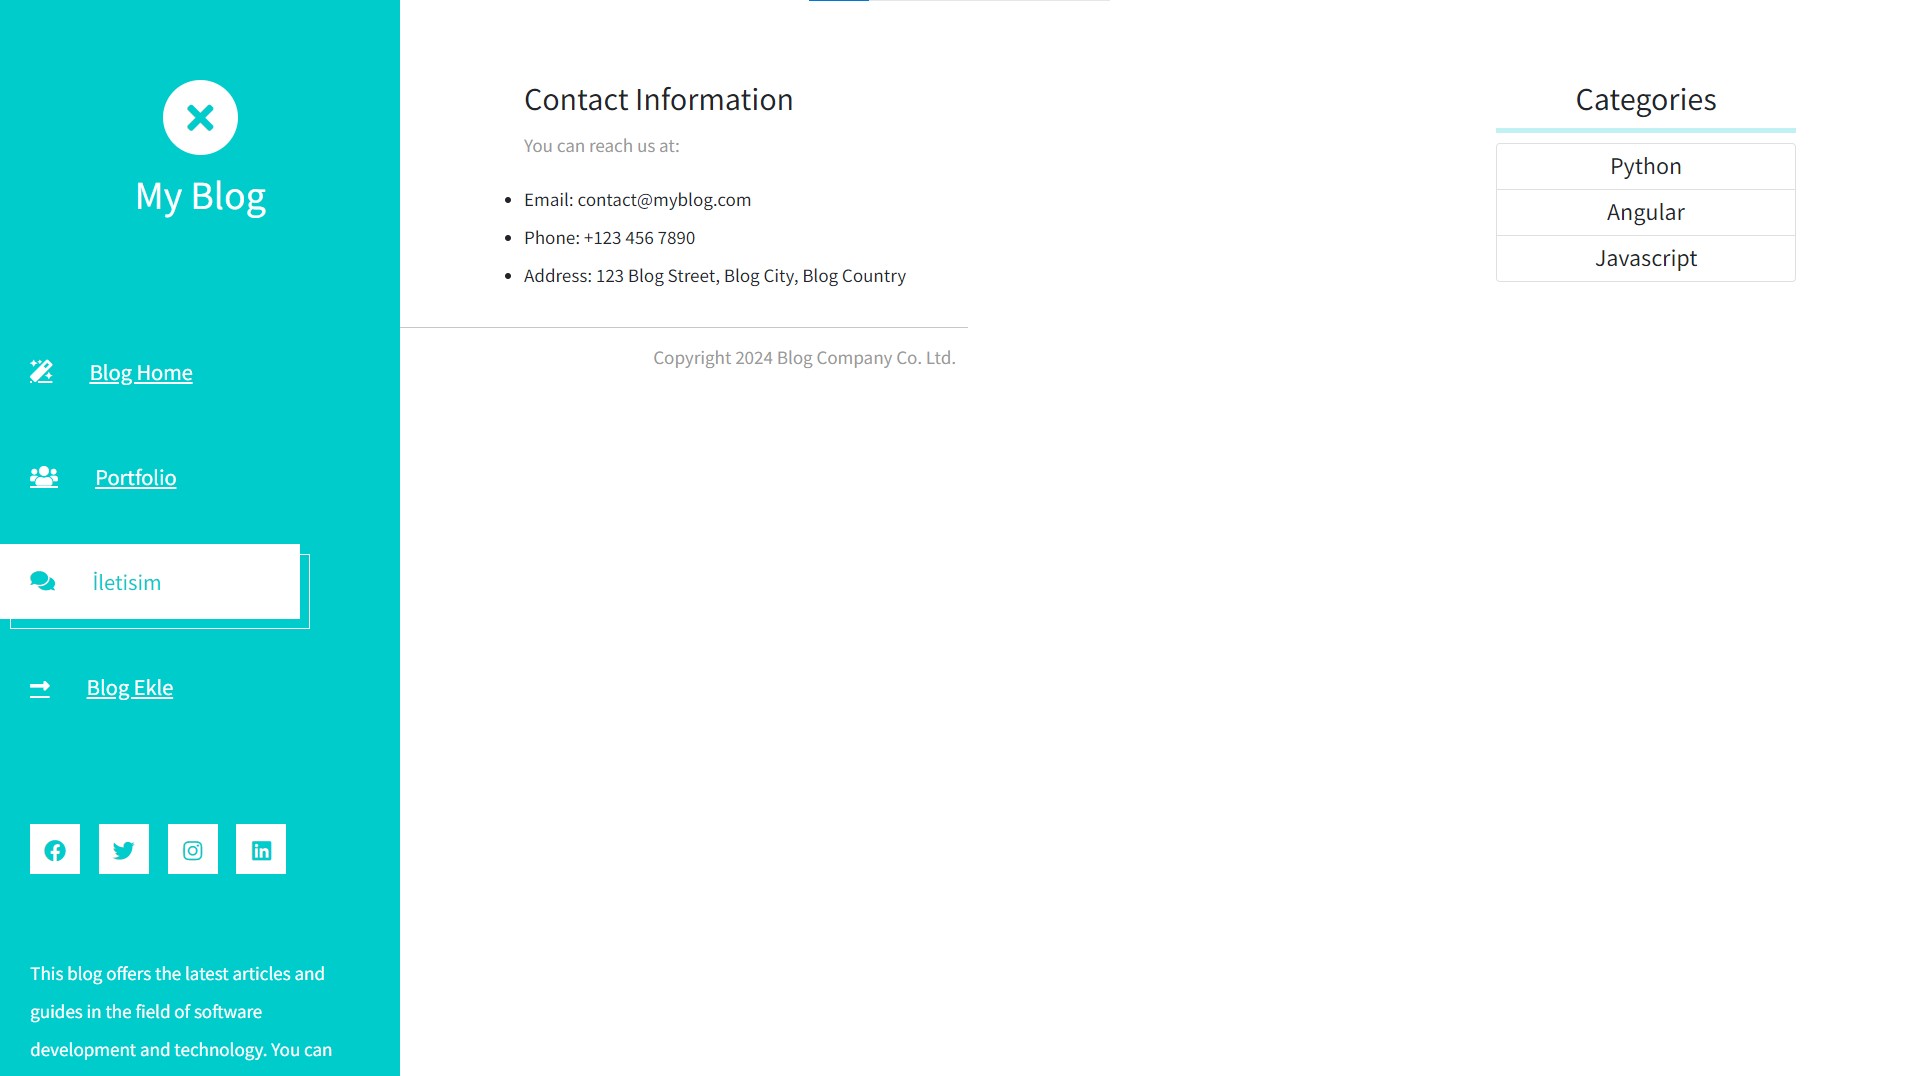 My Blog
Blog Home
Portfolio
İletisim
Blog Ekle
This blog offers the latest articles and
guides in the field of software
development and technology. You can
Contact Information
You can reach us at:
Email: contact@myblog.com
Phone: +123 456 7890
Address: 123 Blog Street, Blog City, Blog Country
Copyright 2024 Blog Company Co. Ltd.
Categories
Python
Angular
Javascript